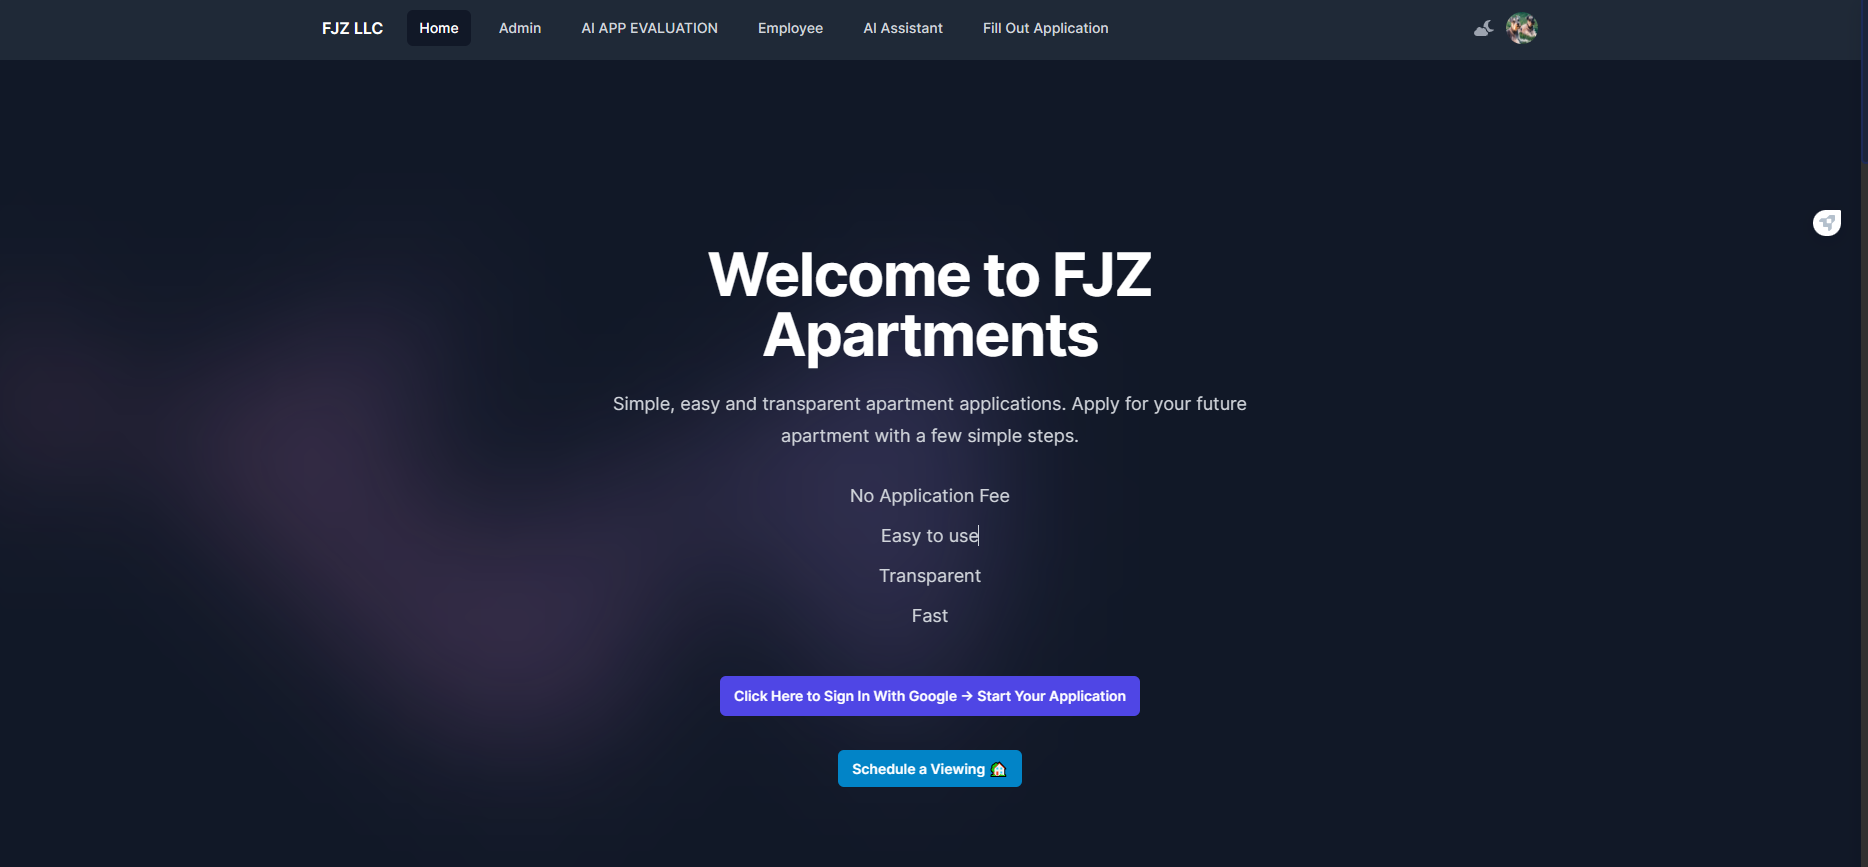 FJZ LLC Home Admin AI APP EVALUATION Employee AI Assistant Fill Out Application
Welcome to FJZ
Apartments
Simple, easy and transparent apartment applications. Apply for your future
apartment with a few simple steps.
No Application Fee
Easy to use
Transparent
Fast
Click Here to Sign In With Google → Start Your Application
Schedule a Viewing 🏡